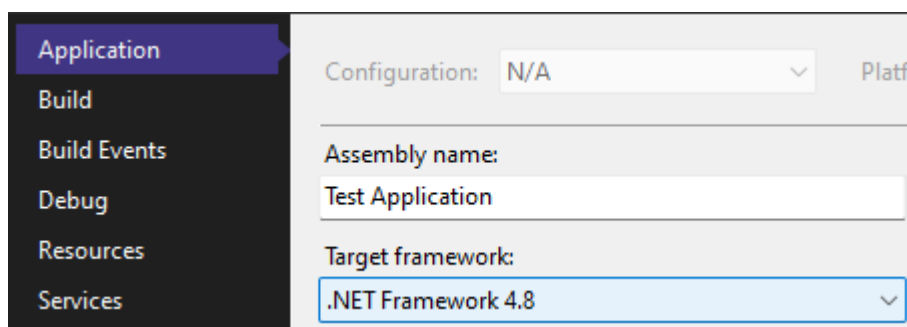 Application
Build
Build Events
Debug
Resources
Services
Configuration: N/A
Assembly name:
Test Application
Target framework:
.NET Framework 4.8